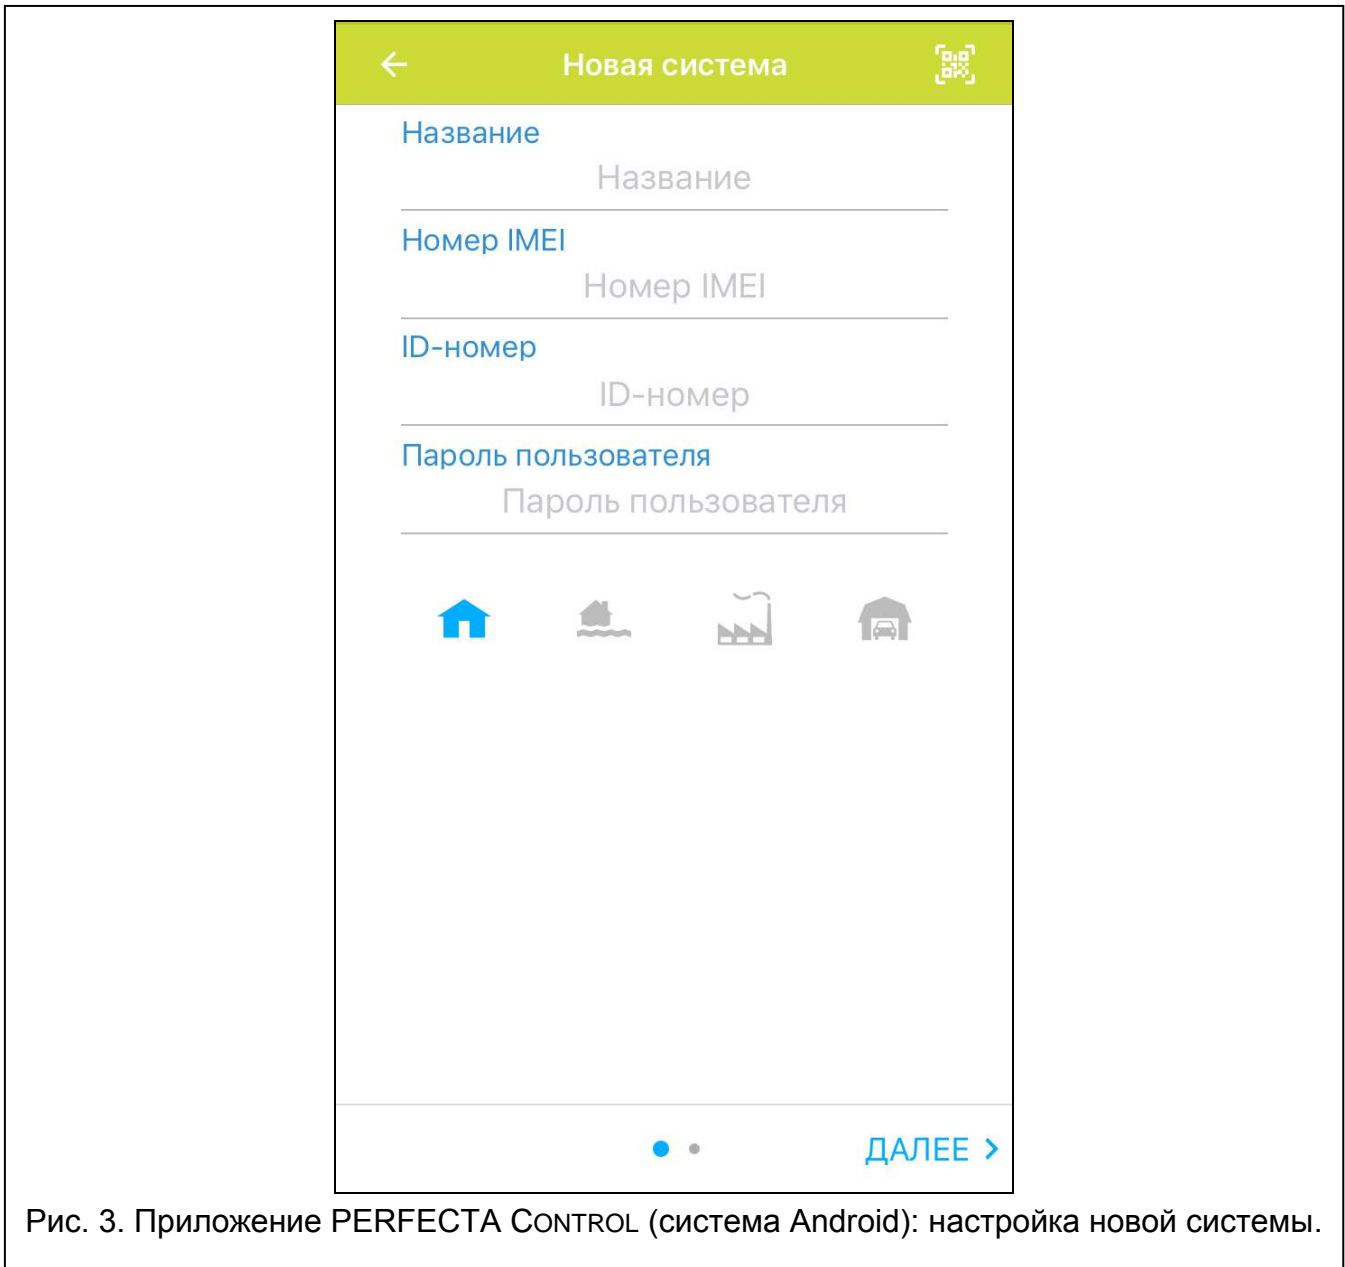 Новая система
Название
Название
Номер IMEI
Номер IMEI
ID-номер
ID-номер
Пароль пользователя
Пароль пользователя
ДАЛЕЕ >
Рис. 3. Приложение PERFECTA CONTROL (система Android): настройка новой системы.